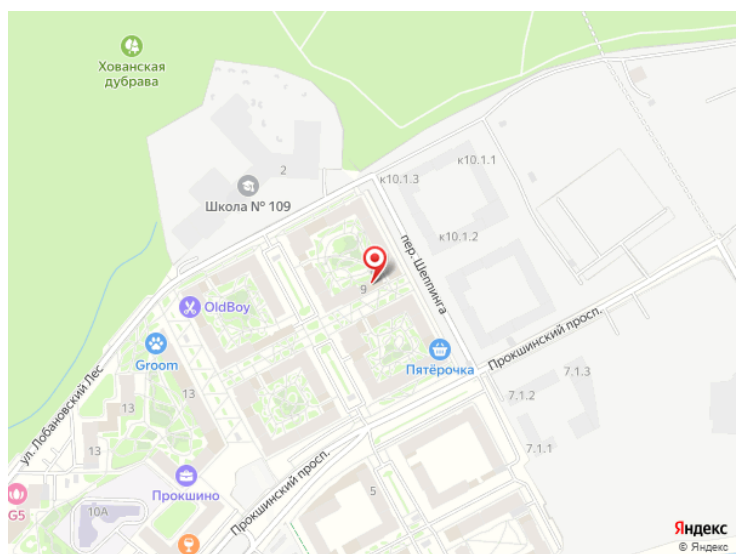 Хованская
дубрава
к10.1.1
к10.1.3
2
Школа № 109
к10.1.2
пер. Шеппинга
9
OldBoy
Прокшинский просп.
Groom
Пятёрочка
7.1.3
7.1.2
13
13
ул. Лобановский Лес
7.1.1
13
Прокшинский просп.
Прокшино
5
G5
10А
Яндекс
© Яндекс